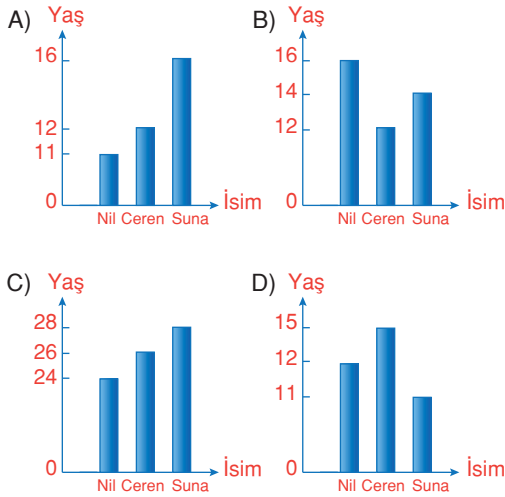 A) Yaş
16
12
11
0
Nil Ceren Suna İsim
B) Yaş
16
14
12
0
Nil Ceren Suna İsim
C) Yaş
28
26
24
0
Nil Ceren Suna İsim
D) Yaş
15
12
11
0
Nil Ceren Suna İsim